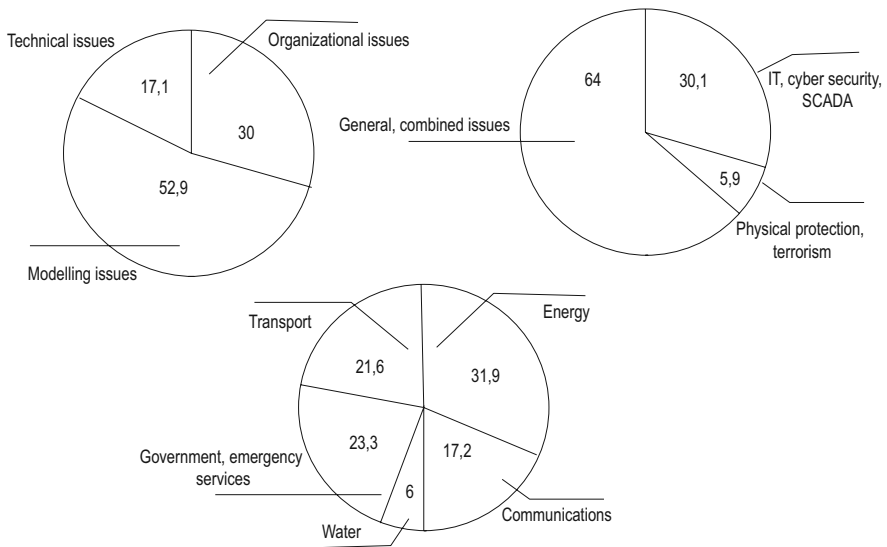 Technical issues
Organizational issues
17,1
30
52,9
Modelling issues
64
30,1
IT, cyber security,
SCADA
General, combined issues
5,9
Physical protection,
terrorism
Transport
Energy
21,6
31,9
23,3
17,2
Government, emergency
services
6
Water
Communications